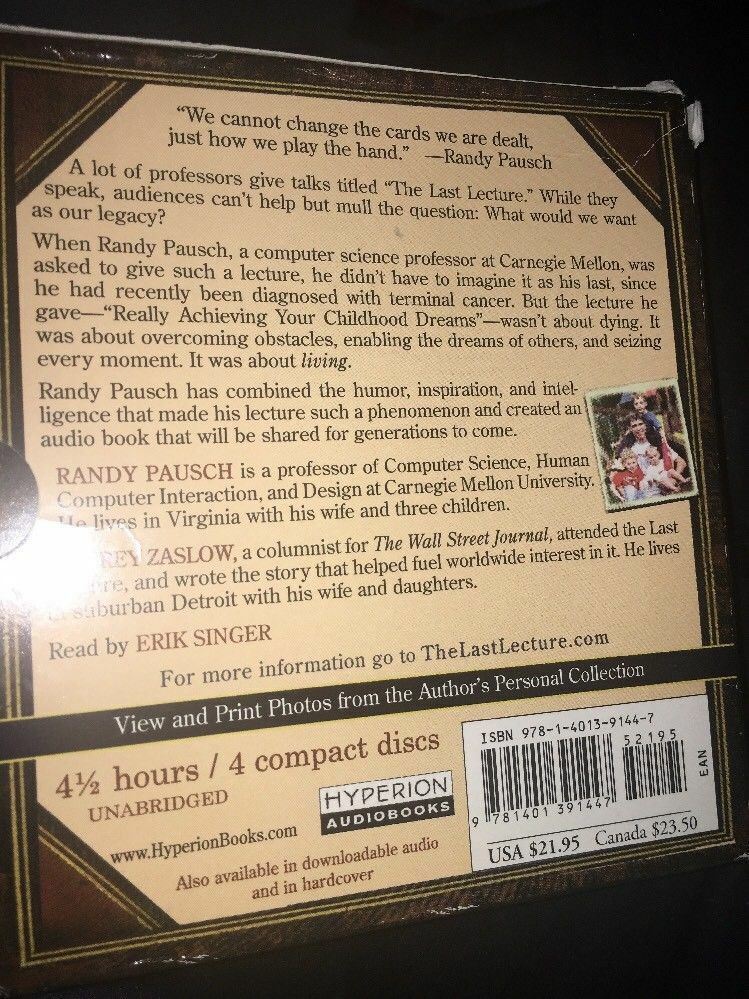 “We cannot change the cards we are dealt,
just how we play the hand.” —Randy Pausch
A lot of professors give talks titled “The Last Lecture.” While they
speak, audiences can’t help but mull the question: What would we want
as our legacy?
When Randy Pausch, a computer science professor at Carnegie Mellon, was
asked to give such a lecture, he didn’t have to imagine it as his last, since
he had recently been diagnosed with terminal cancer. But the lecture he
gave—“Really Achieving Your Childhood Dreams”—wasn’t about dying. It
was about overcoming obstacles, enabling the dreams of others, and seizing
every moment. It was about living.
Randy Pausch has combined the humor, inspiration, and intel-
ligence that made his lecture such a phenomenon and created an
audio book that will be shared for generations to come.
RANDY PAUSCH is a professor of Computer Science, Human
Computer Interaction, and Design at Carnegie Mellon University.
He lives in Virginia with his wife and three children.
ZASLOW, a columnist for The Wall Street Journal, attended the Last
and wrote the story that helped fuel worldwide interest in it. He lives
suburban Detroit with his wife and daughters.
Read by ERIK SINGER
For more information go to TheLastLecture.com
View and Print Photos from the Author’s Personal Collection
4½ hours / 4 compact discs
UNABRIDGED
HYPERION
AUDIOBOOKS
www.HyperionBooks.com
Also available in downloadable audio
and in hardcover
ISBN 978-1-4013-9144-7
52195
EAN
9 781401 391447
USA $21.95 Canada $23.50